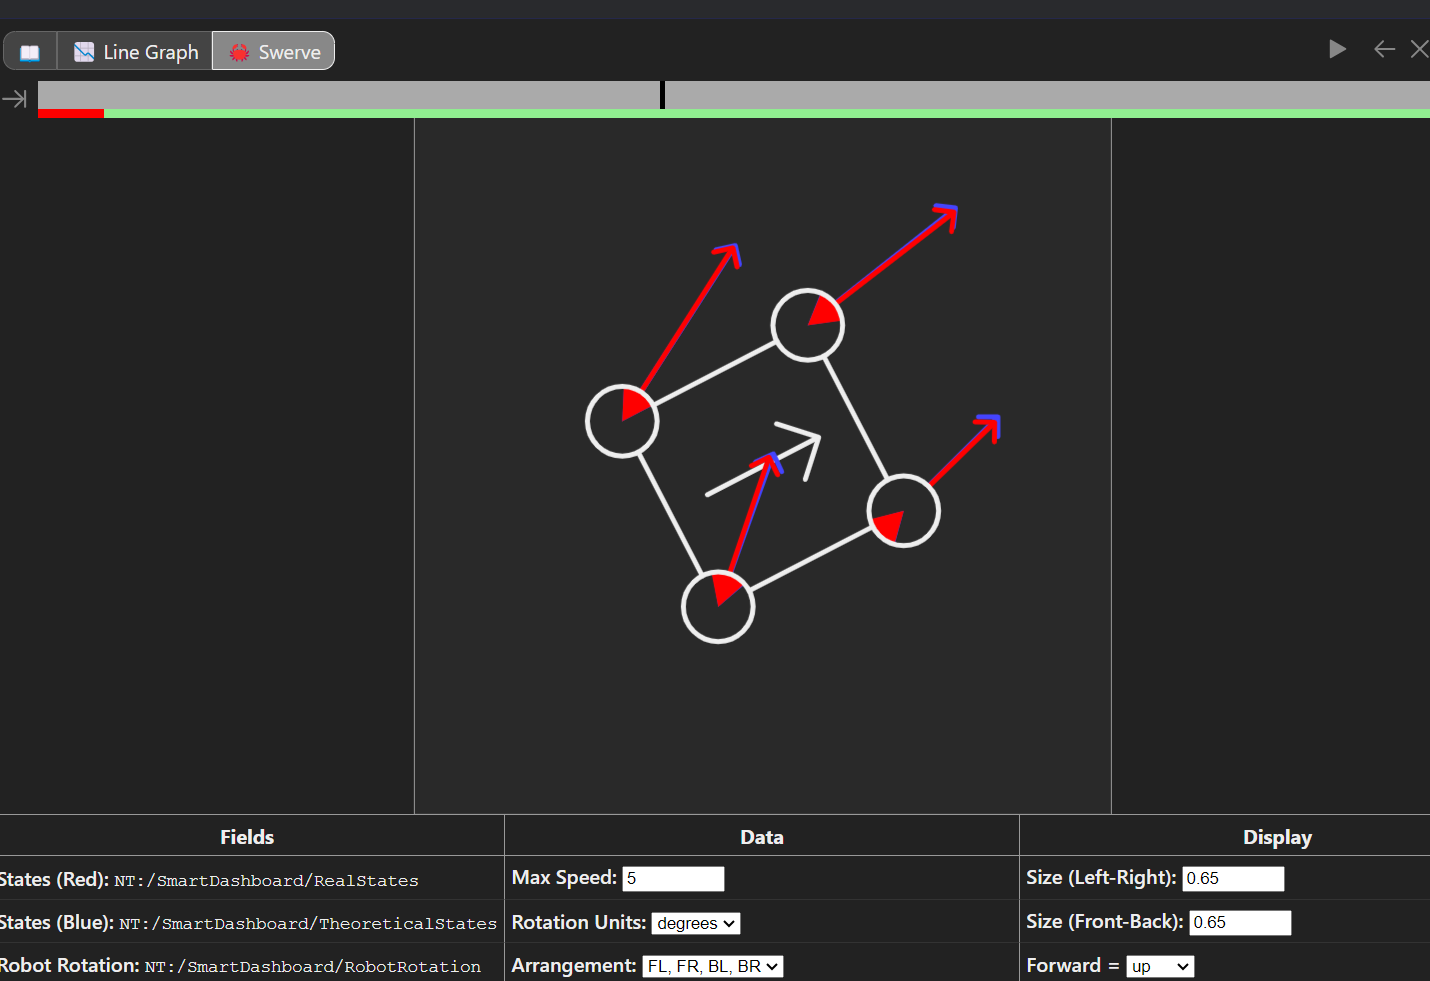 Line Graph
Swerve
Fields
Data
Display
States (Red): NT:/SmartDashboard/RealStates
Max Speed: 5
Size (Left-Right): 0.65
States (Blue): NT:/SmartDashboard/TheoreticalStates
Rotation Units: degrees
Size (Front-Back): 0.65
Robot Rotation: NT:/SmartDashboard/RobotRotation
Arrangement: FL, FR, BL, BR
Forward = up